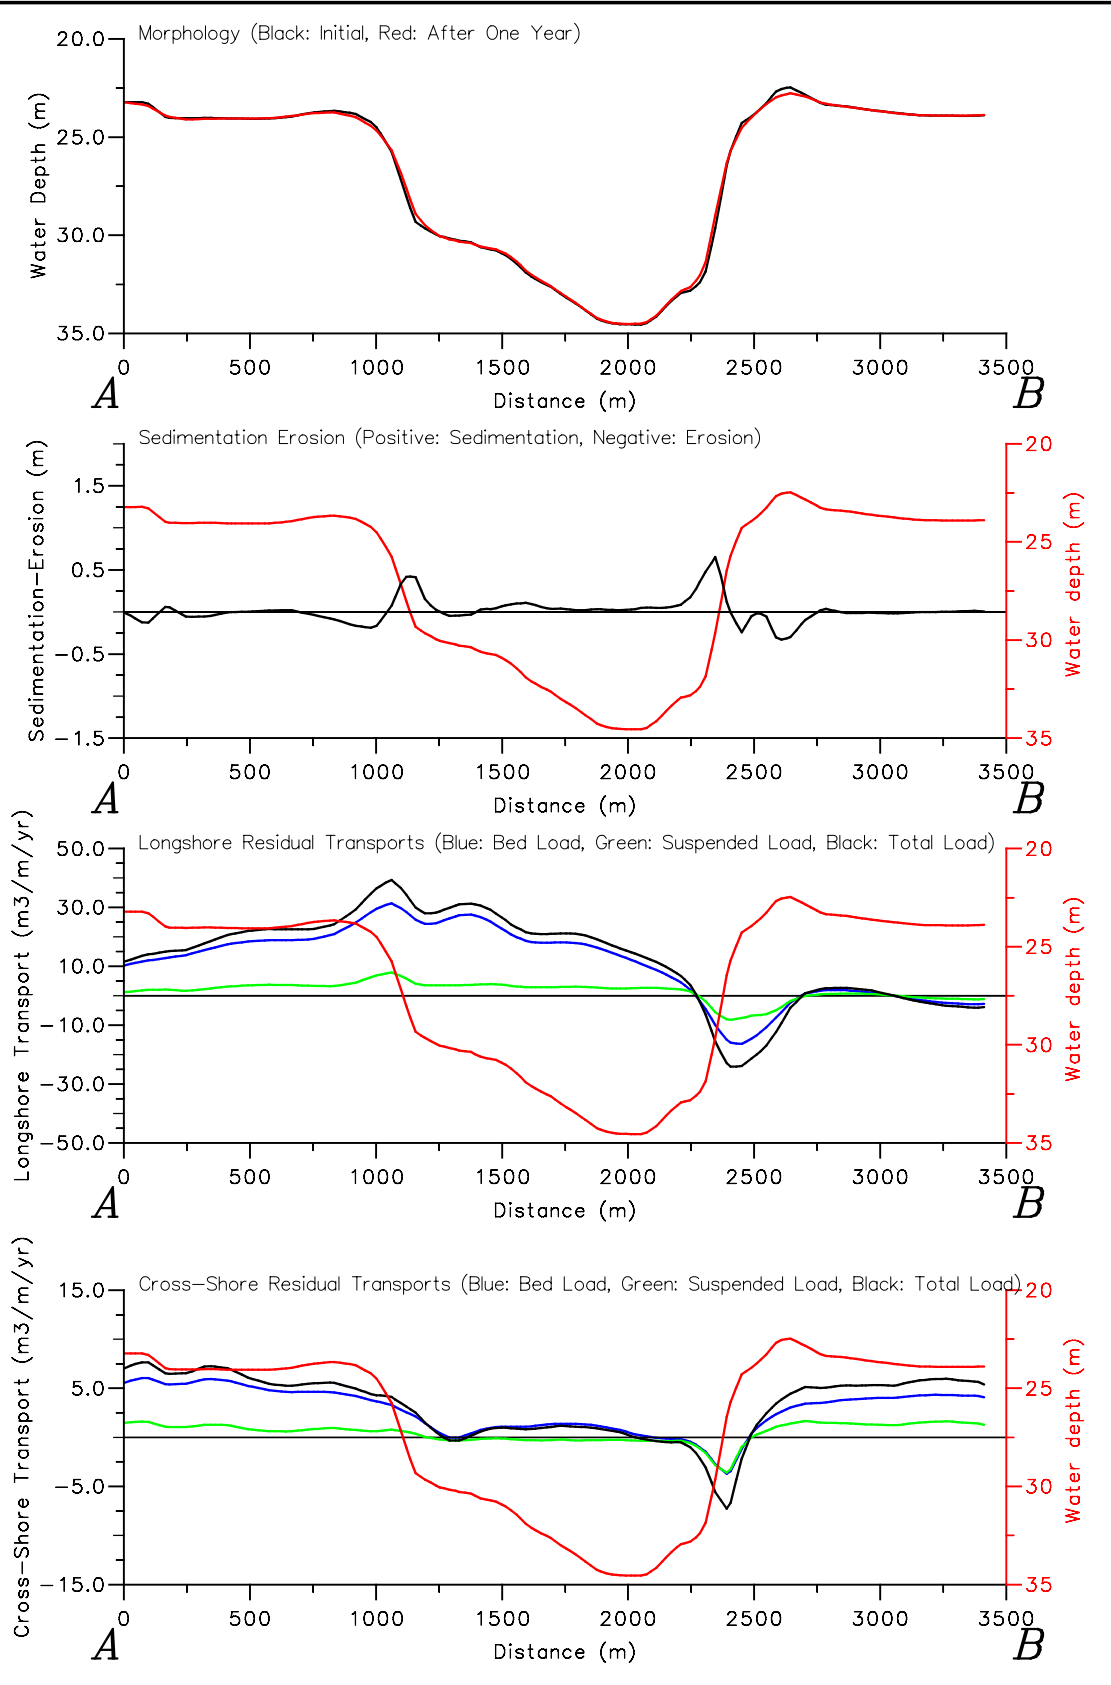 Morphology (Black: Initial, Red: After One Year)
20.0
25.0
30.0
35.0
Water Depth (m)
0 500 1000 1500 2000 2500 3000 3500
A Distance (m) B
Sedimentation Erosion (Positive: Sedimentation, Negative: Erosion)
1.5
0.5
−0.5
−1.5
Sedimentation−Erosion (m)
20
25
30
35
Water depth (m)
0 500 1000 1500 2000 2500 3000 3500
A Distance (m) B
Longshore Residual Transports (Blue: Bed Load, Green: Suspended Load, Black: Total Load)
50.0
30.0
10.0
−10.0
−30.0
−50.0
Longshore Transport (m3/m/yr)
20
25
30
35
Water depth (m)
0 500 1000 1500 2000 2500 3000 3500
A Distance (m) B
Cross−Shore Residual Transports (Blue: Bed Load, Green: Suspended Load, Black: Total Load)
15.0
5.0
−5.0
−15.0
Cross−Shore Transport (m3/m/yr)
20
25
30
35
Water depth (m)
0 500 1000 1500 2000 2500 3000 3500
A Distance (m) B